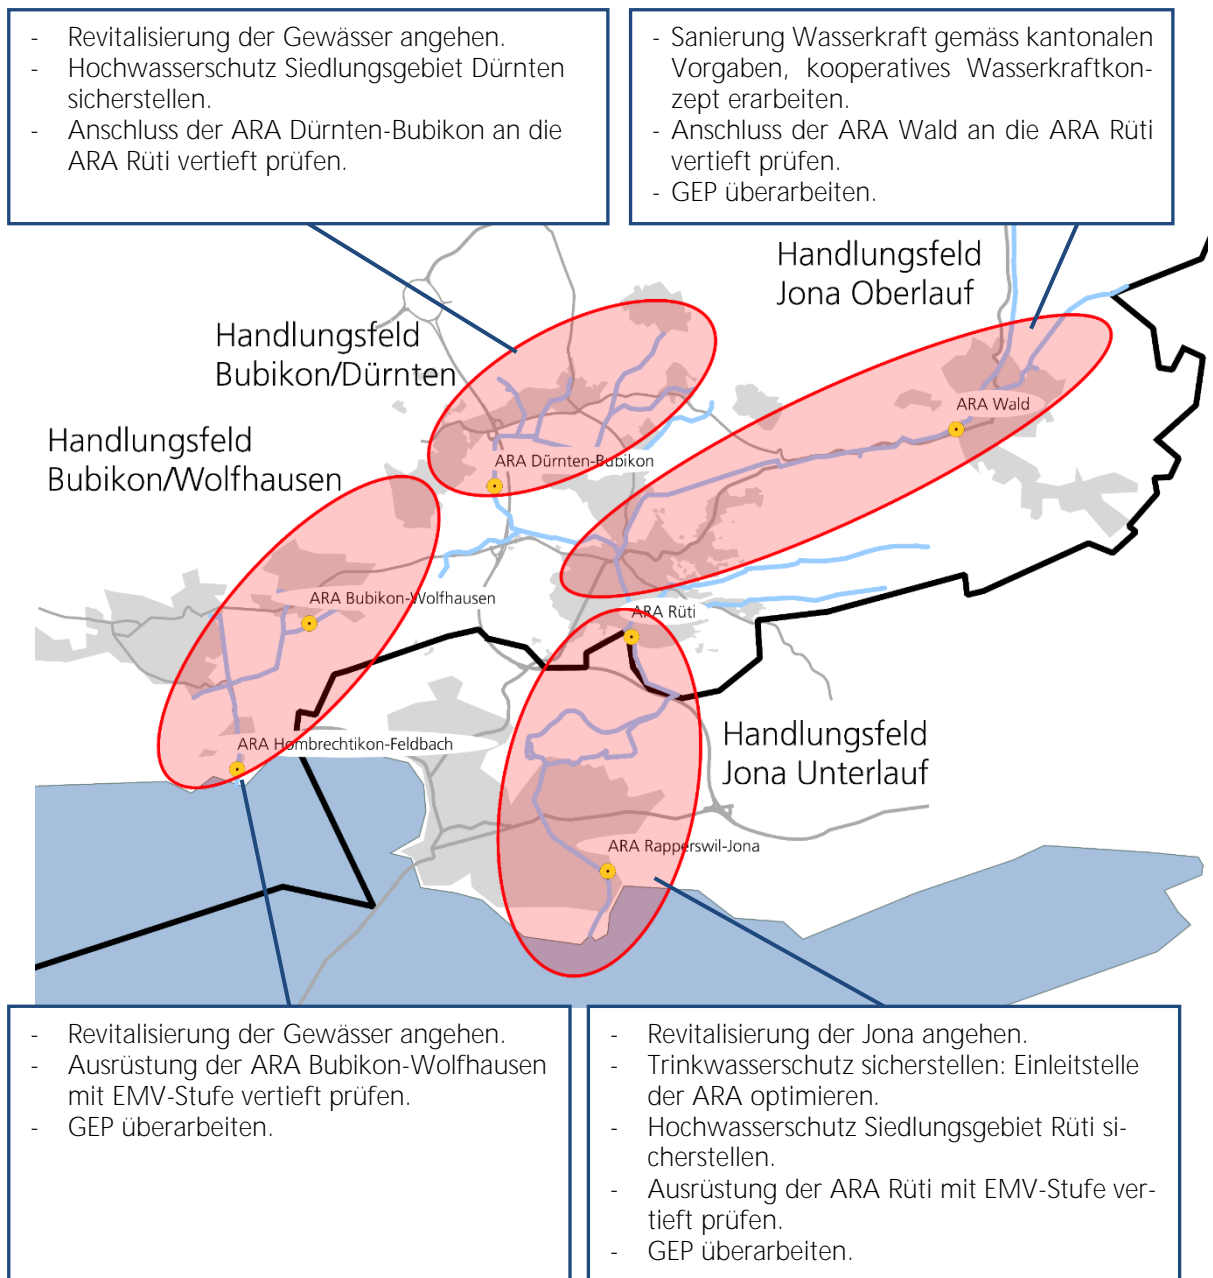 - Revitalisierung der Gewässer angehen.
- Hochwasserschutz Siedlungsgebiet Dürnten
sicherstellen.
- Anschluss der ARA Dürnten-Bubikon an die
ARA Rüti vertieft prüfen.
- Sanierung Wasserkraft gemäss kantonalen
Vorgaben, kooperatives Wasserkraftkon-
zept erarbeiten.
- Anschluss der ARA Wald an die ARA Rüti
vertieft prüfen.
- GEP überarbeiten.
Handlungsfeld
Jona Oberlauf
Handlungsfeld
Bubikon/Dürnten
Handlungsfeld
Bubikon/Wolfhausen
ARA Wald
ARA Dürnten-Bubikon
ARA Bubikon-Wolfhausen
ARA Rüti
Handlungsfeld
Jona Unterlauf
ARA Hombrechtikon-Feldbach
ARA Rapperswil-Jona
- Revitalisierung der Gewässer angehen.
- Ausrüstung der ARA Bubikon-Wolfhausen
mit EMV-Stufe vertieft prüfen.
- GEP überarbeiten.
- Revitalisierung der Jona angehen.
- Trinkwasserschutz sicherstellen: Einleitstelle
der ARA optimieren.
- Hochwasserschutz Siedlungsgebiet Rüti si-
cherstellen.
- Ausrüstung der ARA Rüti mit EMV-Stufe ver-
tieft prüfen.
- GEP überarbeiten.